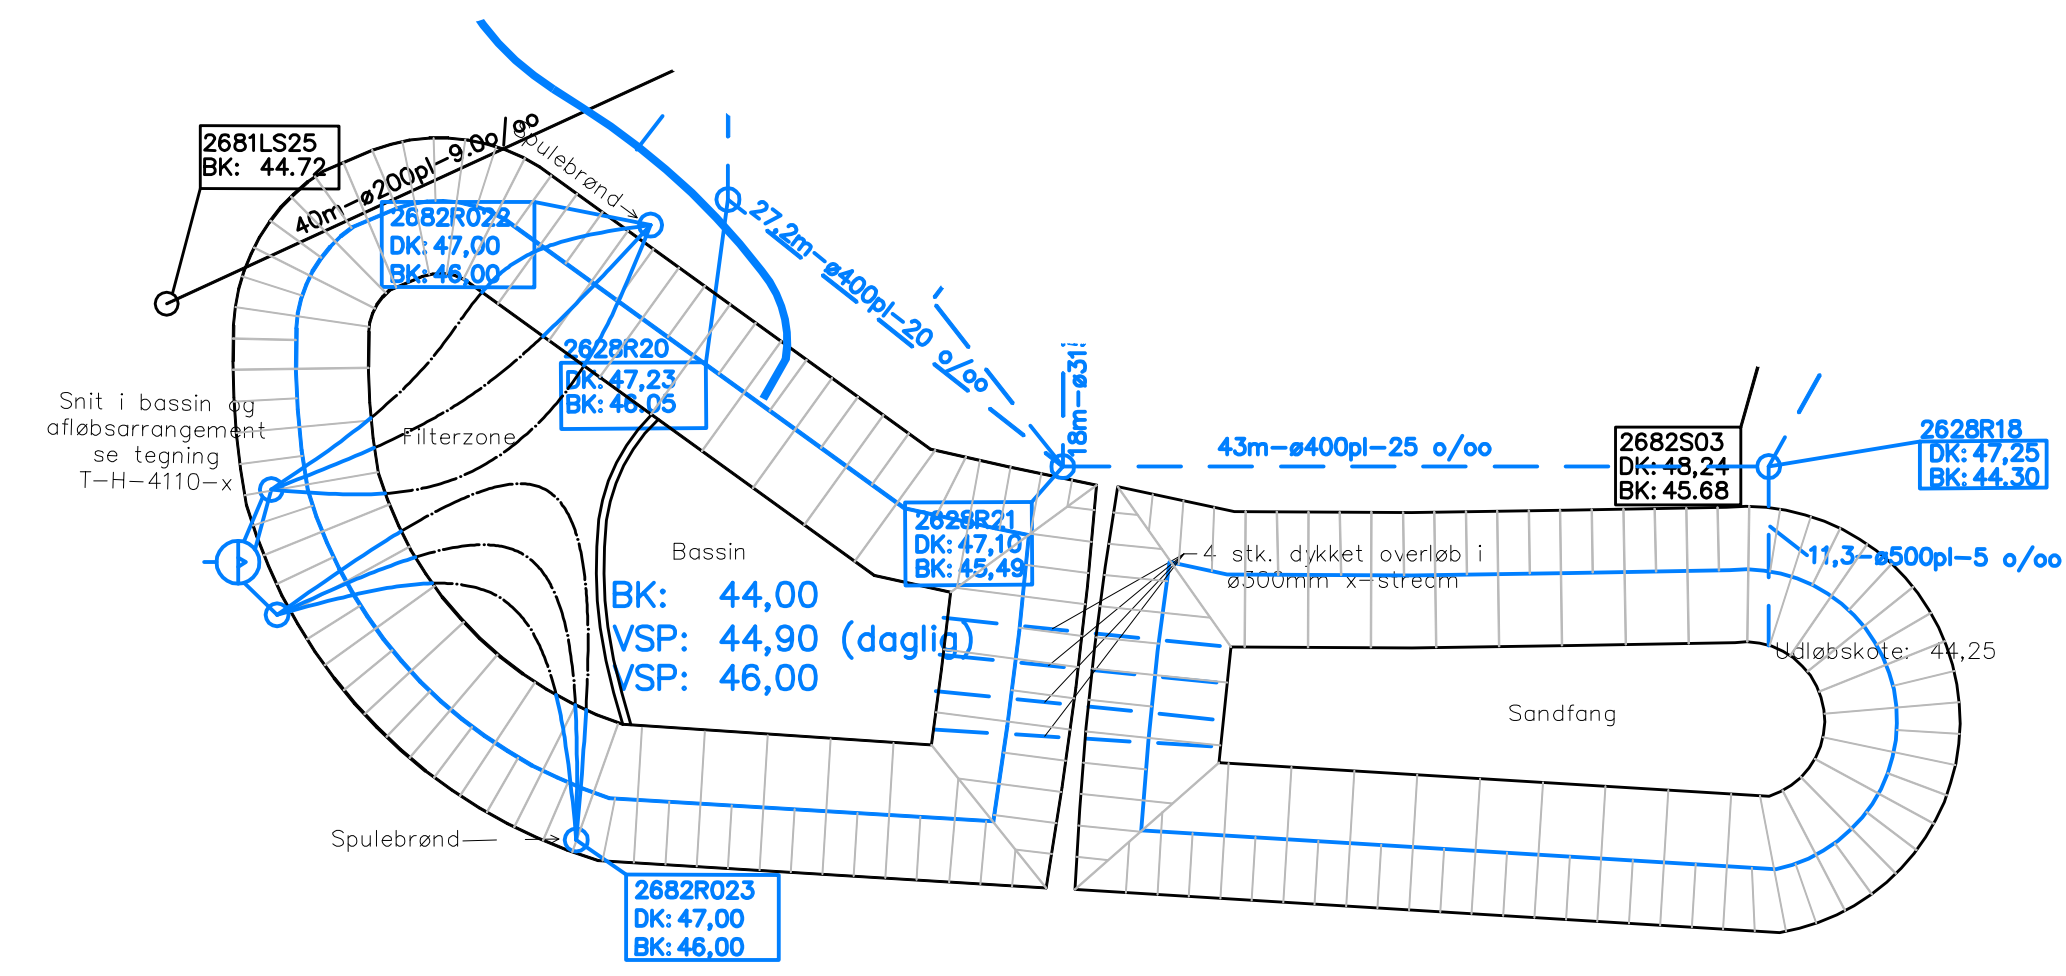 2681LS25
BK: 44.72
40m-ø200pl-9.0o/oo
Spulebrønd
2682R022
DK: 47,00
BK: 46,00
27,2m-ø400pl-20 o/oo
2628R20
DK: 47,23
BK: 46.05
Snit i bassin og
afløbsarrangement
se tegning
T-H-4110-x
Filterzone
18m-ø315
43m-ø400pl-25 o/oo
2682S03
DK: 48,24
BK: 45.68
2628R18
DK: 47,25
BK: 44.30
2628R21
DK: 47,10
BK: 45,49
4 stk. dykket overløb i
ø300mm x-stream
11,3-ø500pl-5 o/oo
Bassin
BK: 44,00
VSP: 44,90 (daglig)
VSP: 46,00
Udløbskote: 44,25
Sandfang
Spulebrønd
2682R023
DK: 47,00
BK: 46,00